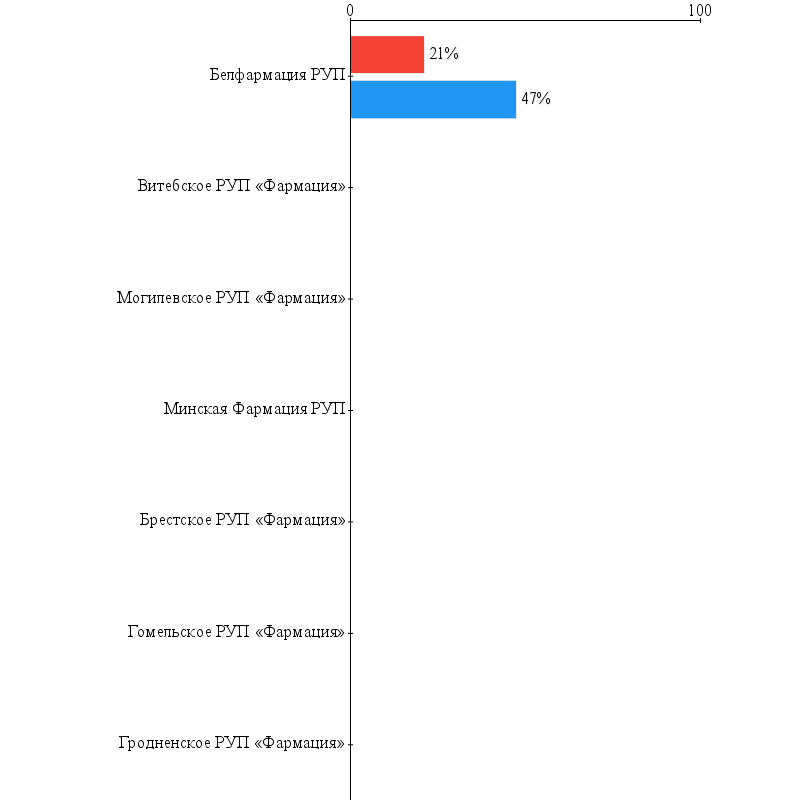 0 100
21%
Белфармация РУП
47%
Витебское РУП «Фармация»
Могилевское РУП «Фармация»
Минская Фармация РУП
Брестское РУП «Фармация»
Гомельское РУП «Фармация»
Гродненское РУП «Фармация»